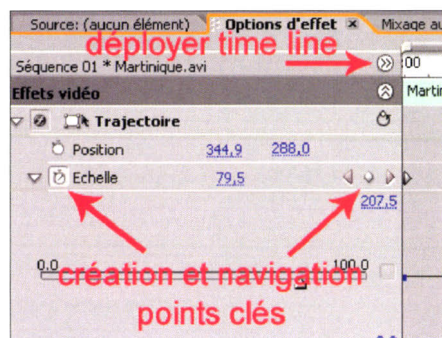 Source: (aucun élément) Options d'effet × Mixage au
déployer time line
Séquence 01 * Martinique.avi
:00
Effets vidéo
Martin
Trajectoire
Position 344,9 288,0
Echelle 79,5
207,5
0.0 100.0
création et navigation
points clés